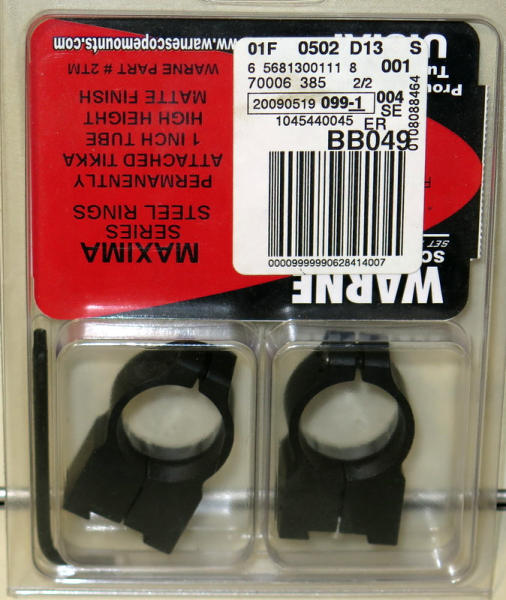 01F 0502 D13 S
6 5681300111 8 001
70006 385 2/2
20090519 099-1 004
SE
1045440045 ER
BB049
0108088464
0000099999990628414007
WARNE
MAXIMA
SERIES
STEEL RINGS
PERMANENTLY
ATTACHED TIKKA
1 INCH TUBE
HIGH HEIGHT
MATTE FINISH
WARNE PART # 2TM
www.warnescopemounts.com